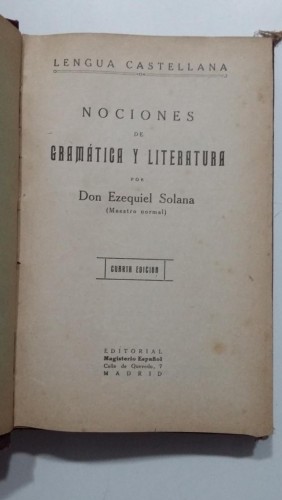 LENGUA CASTELLANA
NOCIONES
DE
GRAMÁTICA Y LITERATURA
POR
Don Ezequiel Solana
(Maestro normal)
CUARTA EDICION
EDITORIAL
Magisterio Español
Calle de Quevedo, 7
MADRID